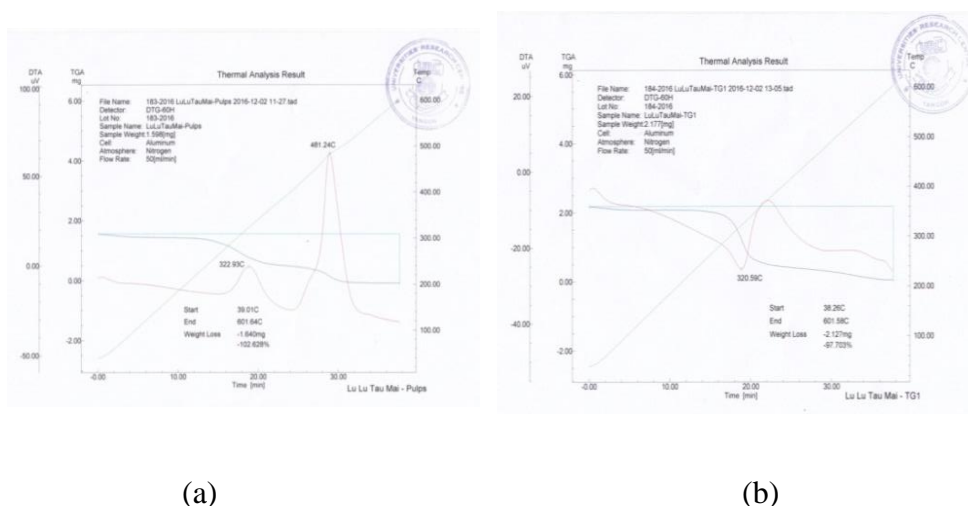 Thermal Analysis Result
DTA
uV
TGA
mg
Temp
C
100.00
50.00
0.00
-50.00
6.00
4.00
2.00
0.00
-2.00
600.00
500.00
400.00
300.00
200.00
100.00
File Name: 183-2016 LuLuTauMai-Pulps 2016-12-02 11-27.tad
Detector: DTG-60H
Lot No: 183-2016
Sample Name: LuLuTauMai-Pulps
Sample Weight: 1.598[mg]
Cell: Aluminum
Atmosphere: Nitrogen
Flow Rate: 50[ml/min]
461.24C
322.93C
Start 39.01C
End 601.64C
Weight Loss -1.640mg
-102.628%
-0.00 10.00 20.00 30.00
Time [min]
Lu Lu Tau Mai - Pulps
(a)
Thermal Analysis Result
DTA
uV
TGA
mg
Temp
C
20.00
0.00
-20.00
-40.00
6.00
4.00
2.00
0.00
-2.00
600.00
500.00
400.00
300.00
200.00
100.00
File Name: 184-2016 LuLuTauMai-TG1 2016-12-02 13-05.tad
Detector: DTG-60H
Lot No: 184-2016
Sample Name: LuLuTauMai-TG1
Sample Weight: 2.177[mg]
Cell: Aluminum
Atmosphere: Nitrogen
Flow Rate: 50[ml/min]
320.59C
Start 38.26C
End 601.58C
Weight Loss -2.127mg
-97.703%
-0.00 10.00 20.00 30.00
Time [min]
Lu Lu Tau Mai - TG1
(b)